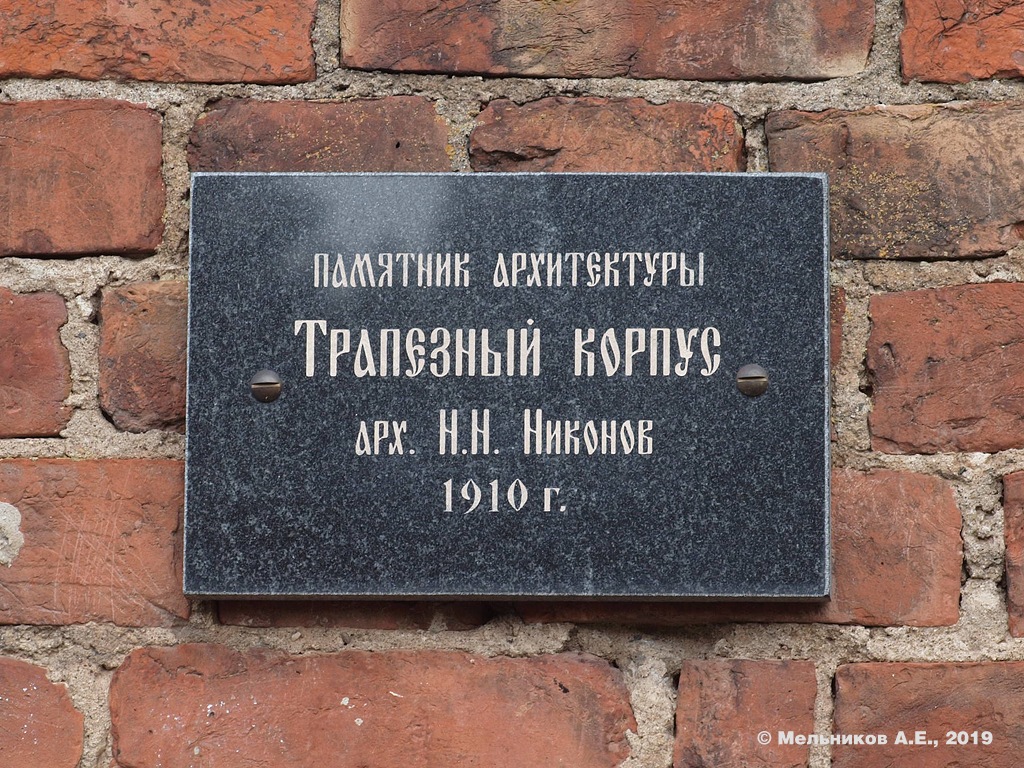 памятник архитектуры
Трапезный корпус
арх. Н.Н. Никонов
1910 г.
© Мельников А.Е., 2019